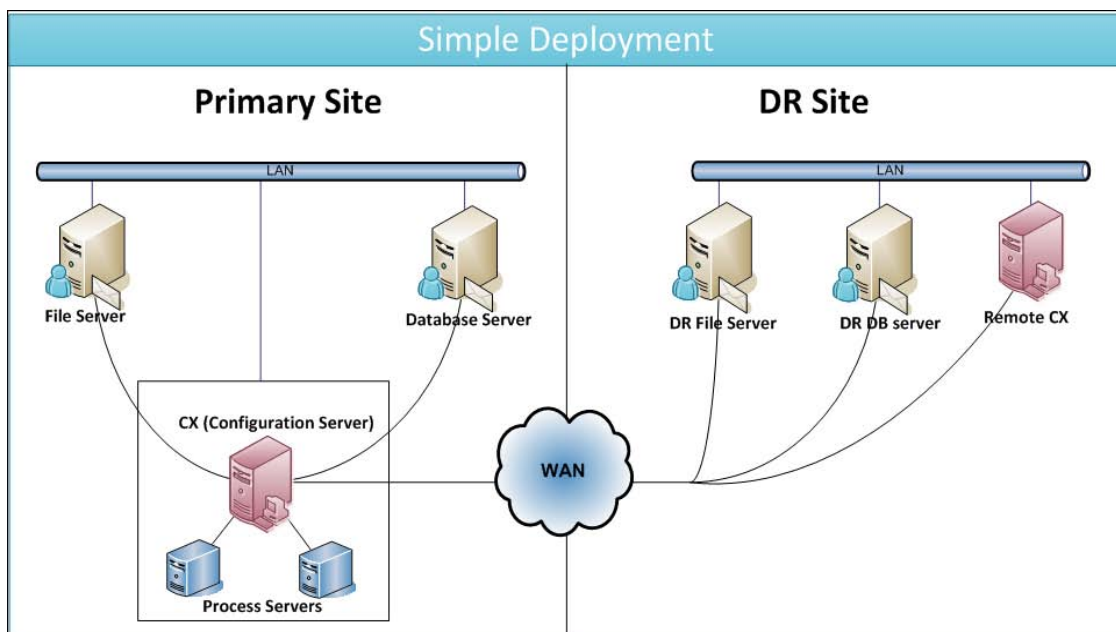 Simple Deployment
Primary Site
DR Site
LAN
LAN
File Server
Database Server
DR File Server
DR DB server
Remote CX
CX (Configuration Server)
WAN
Process Servers